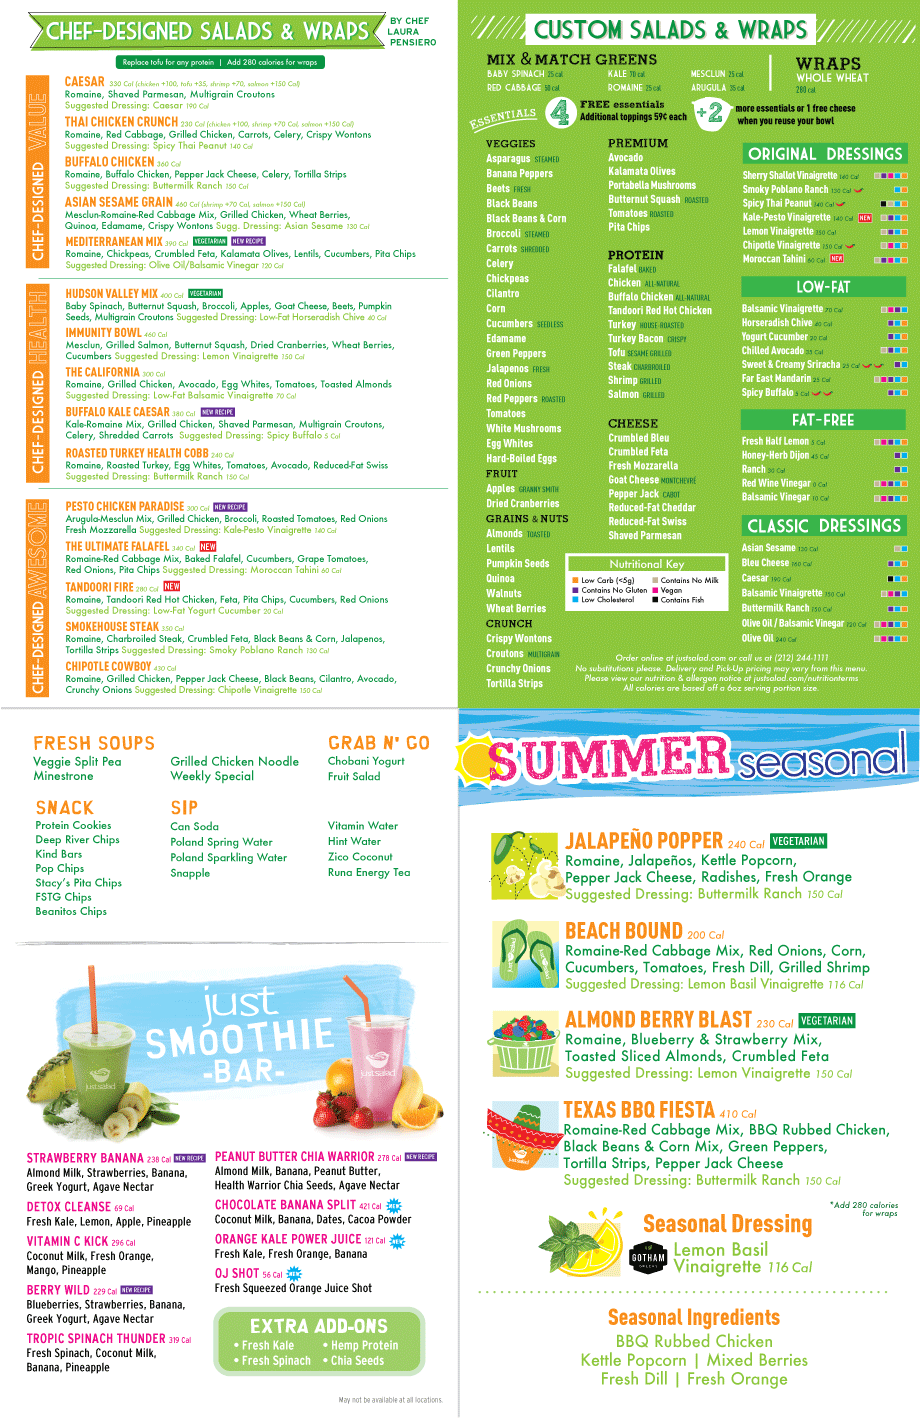 CHEF-DESIGNED SALADS & WRAPS
BY CHEF
LAURA
PENSIERO
Replace tofu for any protein | Add 280 calories for wraps
CHEF-DESIGNED VALUE
CAESAR 330 Cal (chicken +100, tofu +35, shrimp +70, salmon +150 Cal)
Romaine, Shaved Parmesan, Multigrain Croutons
Suggested Dressing: Caesar 190 Cal
THAI CHICKEN CRUNCH 230 Cal (chicken +100, shrimp +70 Cal, salmon +150 Cal)
Romaine, Red Cabbage, Grilled Chicken, Carrots, Celery, Crispy Wontons
Suggested Dressing: Spicy Thai Peanut 140 Cal
BUFFALO CHICKEN 360 Cal
Romaine, Buffalo Chicken, Pepper Jack Cheese, Celery, Tortilla Strips
Suggested Dressing: Buttermilk Ranch 150 Cal
ASIAN SESAME GRAIN 460 Cal (shrimp +70 Cal, salmon +150 Cal)
Mesclun-Romaine-Red Cabbage Mix, Grilled Chicken, Wheat Berries,
Quinoa, Edamame, Crispy Wontons Sugg. Dressing: Asian Sesame 130 Cal
MEDITERRANEAN MIX 390 Cal VEGETARIAN NEW RECIPE
Romaine, Chickpeas, Crumbled Feta, Kalamata Olives, Lentils, Cucumbers, Pita Chips
Suggested Dressing: Olive Oil/Balsamic Vinegar 120 Cal
CHEF-DESIGNED HEALTH
HUDSON VALLEY MIX 400 Cal VEGETARIAN
Baby Spinach, Butternut Squash, Broccoli, Apples, Goat Cheese, Beets, Pumpkin
Seeds, Multigrain Croutons Suggested Dressing: Low-Fat Horseradish Chive 40 Cal
IMMUNITY BOWL 460 Cal
Mesclun, Grilled Salmon, Butternut Squash, Dried Cranberries, Wheat Berries,
Cucumbers Suggested Dressing: Lemon Vinaigrette 150 Cal
THE CALIFORNIA 300 Cal
Romaine, Grilled Chicken, Avocado, Egg Whites, Tomatoes, Toasted Almonds
Suggested Dressing: Low-Fat Balsamic Vinaigrette 70 Cal
BUFFALO KALE CAESAR 380 Cal NEW RECIPE
Kale-Romaine Mix, Grilled Chicken, Shaved Parmesan, Multigrain Croutons,
Celery, Shredded Carrots Suggested Dressing: Spicy Buffalo 5 Cal
ROASTED TURKEY HEALTH COBB 240 Cal
Romaine, Roasted Turkey, Egg Whites, Tomatoes, Avocado, Reduced-Fat Swiss
Suggested Dressing: Buttermilk Ranch 150 Cal
CHEF-DESIGNED AWESOME
PESTO CHICKEN PARADISE 300 Cal NEW RECIPE
Arugula-Mesclun Mix, Grilled Chicken, Broccoli, Roasted Tomatoes, Red Onions
Fresh Mozzarella Suggested Dressing: Kale-Pesto Vinaigrette 140 Cal
THE ULTIMATE FALAFEL 340 Cal NEW
Romaine-Red Cabbage Mix, Baked Falafel, Cucumbers, Grape Tomatoes,
Red Onions, Pita Chips Suggested Dressing: Moroccan Tahini 60 Cal
TANDOORI FIRE 280 Cal NEW
Romaine, Tandoori Red Hot Chicken, Feta, Pita Chips, Cucumbers, Red Onions
Suggested Dressing: Low-Fat Yogurt Cucumber 20 Cal
SMOKEHOUSE STEAK 350 Cal
Romaine, Charbroiled Steak, Crumbled Feta, Black Beans & Corn, Jalapenos,
Tortilla Strips Suggested Dressing: Smoky Poblano Ranch 130 Cal
CHIPOTLE COWBOY 430 Cal
Romaine, Grilled Chicken, Pepper Jack Cheese, Black Beans, Cilantro, Avocado,
Crunchy Onions Suggested Dressing: Chipotle Vinaigrette 150 Cal
CUSTOM SALADS & WRAPS
MIX & MATCH GREENS
BABY SPINACH 25 cal KALE 70 cal MESCLUN 25 cal
RED CABBAGE 50 cal ROMAINE 25 cal ARUGULA 35 cal
WRAPS
WHOLE WHEAT
280 cal
ESSENTIALS 4 FREE essentials
Additional toppings 59¢ each
+2 more essentials or 1 free cheese
when you reuse your bowl
VEGGIES
Asparagus STEAMED
Banana Peppers
Beets FRESH
Black Beans
Black Beans & Corn
Broccoli STEAMED
Carrots SHREDDED
Celery
Chickpeas
Cilantro
Corn
Cucumbers SEEDLESS
Edamame
Green Peppers
Jalapenos FRESH
Red Onions
Red Peppers ROASTED
Tomatoes
White Mushrooms
Egg Whites
Hard-Boiled Eggs
FRUIT
Apples GRANNY SMITH
Dried Cranberries
GRAINS & NUTS
Almonds TOASTED
Lentils
Pumpkin Seeds
Quinoa
Walnuts
Wheat Berries
CRUNCH
Crispy Wontons
Croutons MULTIGRAIN
Crunchy Onions
Tortilla Strips
PREMIUM
Avocado
Kalamata Olives
Portabella Mushrooms
Butternut Squash ROASTED
Tomatoes ROASTED
Pita Chips
PROTEIN
Falafel BAKED
Chicken ALL-NATURAL
Buffalo Chicken ALL-NATURAL
Tandoori Red Hot Chicken
Turkey HOUSE-ROASTED
Turkey Bacon CRISPY
Tofu SESAME GRILLED
Steak CHARBROILED
Shrimp GRILLED
Salmon GRILLED
CHEESE
Crumbled Bleu
Crumbled Feta
Fresh Mozzarella
Goat Cheese MONTCHEVRÉ
Pepper Jack CABOT
Reduced-Fat Cheddar
Reduced-Fat Swiss
Shaved Parmesan
ORIGINAL DRESSINGS
Sherry Shallot Vinaigrette 140 Cal
Smoky Poblano Ranch 130 Cal
Spicy Thai Peanut 140 Cal
Kale-Pesto Vinaigrette 140 Cal NEW
Lemon Vinaigrette 150 Cal
Chipotle Vinaigrette 150 Cal
Moroccan Tahini 60 Cal NEW
LOW-FAT
Balsamic Vinaigrette 70 Cal
Horseradish Chive 40 Cal
Yogurt Cucumber 20 Cal
Chilled Avocado 35 Cal
Sweet & Creamy Sriracha 25 Cal
Far East Mandarin 25 Cal
Spicy Buffalo 5 Cal
FAT-FREE
Fresh Half Lemon 5 Cal
Honey-Herb Dijon 45 Cal
Ranch 30 Cal
Red Wine Vinegar 0 Cal
Balsamic Vinegar 10 Cal
CLASSIC DRESSINGS
Asian Sesame 130 Cal
Bleu Cheese 160 Cal
Caesar 190 Cal
Balsamic Vinaigrette 150 Cal
Buttermilk Ranch 150 Cal
Olive Oil / Balsamic Vinegar 120 Cal
Olive Oil 240 Cal
Nutritional Key
Low Carb (<5g) Contains No Milk
Contains No Gluten Vegan
Low Cholesterol Contains Fish
Order online at justsalad.com or call us at (212) 244-1111
No substitutions please. Delivery and Pick-Up pricing may vary from this menu.
Please view our nutrition & allergen notice at justsalad.com/nutritionterms
All calories are based off a 6oz serving portion size.
FRESH SOUPS
Veggie Split Pea Grilled Chicken Noodle
Minestrone Weekly Special
GRAB N' GO
Chobani Yogurt
Fruit Salad
SNACK
Protein Cookies
Deep River Chips
Kind Bars
Pop Chips
Stacy's Pita Chips
FSTG Chips
Beanitos Chips
SIP
Can Soda Vitamin Water
Poland Spring Water Hint Water
Poland Sparkling Water Zico Coconut
Snapple Runa Energy Tea
just
SMOOTHIE
-BAR-
justsalad
justsalad
STRAWBERRY BANANA 238 Cal NEW RECIPE
Almond Milk, Strawberries, Banana,
Greek Yogurt, Agave Nectar
DETOX CLEANSE 69 Cal
Fresh Kale, Lemon, Apple, Pineapple
VITAMIN C KICK 296 Cal
Coconut Milk, Fresh Orange,
Mango, Pineapple
BERRY WILD 229 Cal NEW RECIPE
Blueberries, Strawberries, Banana,
Greek Yogurt, Agave Nectar
TROPIC SPINACH THUNDER 319 Cal
Fresh Spinach, Coconut Milk,
Banana, Pineapple
PEANUT BUTTER CHIA WARRIOR 278 Cal NEW RECIPE
Almond Milk, Banana, Peanut Butter,
Health Warrior Chia Seeds, Agave Nectar
CHOCOLATE BANANA SPLIT 421 Cal
Coconut Milk, Banana, Dates, Cacoa Powder
ORANGE KALE POWER JUICE 121 Cal
Fresh Kale, Fresh Orange, Banana
OJ SHOT 56 Cal
Fresh Squeezed Orange Juice Shot
EXTRA ADD-ONS
• Fresh Kale • Hemp Protein
• Fresh Spinach • Chia Seeds
May not be available at all locations.
SUMMER seasonal
JALAPEÑO POPPER 240 Cal VEGETARIAN
Romaine, Jalapeños, Kettle Popcorn,
Pepper Jack Cheese, Radishes, Fresh Orange
Suggested Dressing: Buttermilk Ranch 150 Cal
BEACH BOUND 200 Cal
Romaine-Red Cabbage Mix, Red Onions, Corn,
Cucumbers, Tomatoes, Fresh Dill, Grilled Shrimp
Suggested Dressing: Lemon Basil Vinaigrette 116 Cal
ALMOND BERRY BLAST 230 Cal VEGETARIAN
Romaine, Blueberry & Strawberry Mix,
Toasted Sliced Almonds, Crumbled Feta
Suggested Dressing: Lemon Vinaigrette 150 Cal
TEXAS BBQ FIESTA 410 Cal
Romaine-Red Cabbage Mix, BBQ Rubbed Chicken,
Black Beans & Corn Mix, Green Peppers,
Tortilla Strips, Pepper Jack Cheese
Suggested Dressing: Buttermilk Ranch 150 Cal
*Add 280 calories
for wraps
Seasonal Dressing
GOTHAM
GREENS
Lemon Basil
Vinaigrette 116 Cal
Seasonal Ingredients
BBQ Rubbed Chicken
Kettle Popcorn | Mixed Berries
Fresh Dill | Fresh Orange